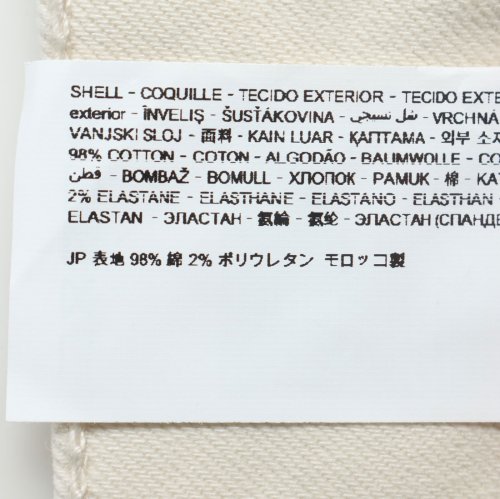 SHELL - COQUILLE - TECIDO EXTERIOR - TECIDO EXTE
exterior - ÎNVELIŞ - ŠUSŤÁKOVINA - شل نسيجي - VRCHNÁ
VANJSKI SLOJ - 面料 - KAIN LUAR - ҚАПТАМА - 외부 소재
98% COTTON - COTON - ALGODÃO - BAUMWOLLE - CO
قطن - BOMBAŽ - BOMULL - ХЛОПОК - PAMUK - 棉 - KA
2% ELASTANE - ELASTHANE - ELASTANO - ELASTHAN
ELASTAN - ЭЛАСТАН - 氨綸 - 氨纶 - ЭЛАСТАН (СПАНДЕ
JP 表地 98% 綿 2% ポリウレタン モロッコ製